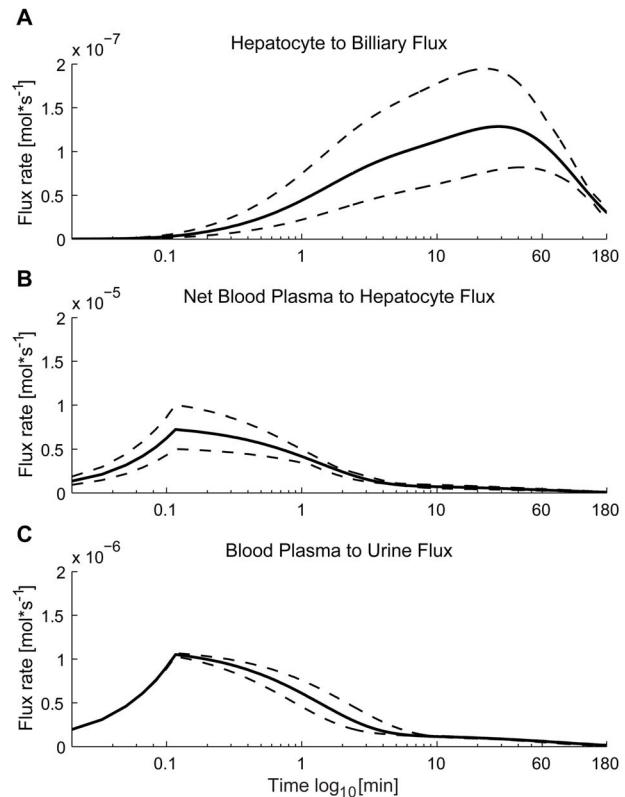 A
x 10⁻⁷
Hepatocyte to Billiary Flux
Flux rate [mol*s⁻¹]
2
1.5
1
0.5
0
0.1 1 10 60 180
B
x 10⁻⁵
Net Blood Plasma to Hepatocyte Flux
Flux rate [mol*s⁻¹]
2
1.5
1
0.5
0
0.1 1 10 60 180
C
x 10⁻⁶
Blood Plasma to Urine Flux
Flux rate [mol*s⁻¹]
2
1.5
1
0.5
0
0.1 1 10 60 180
Time log₁₀[min]